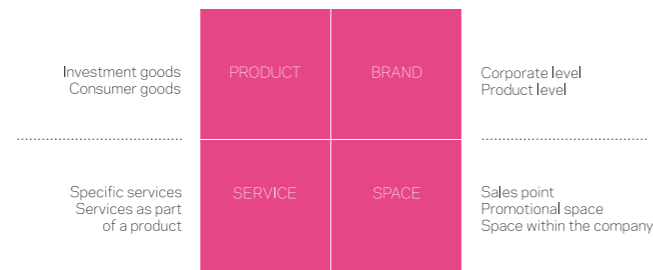 Investment goods
Consumer goods
PRODUCT
BRAND
Corporate level
Product level
Specific services
Services as part
of a product
SERVICE
SPACE
Sales point
Promotional space
Space within the company